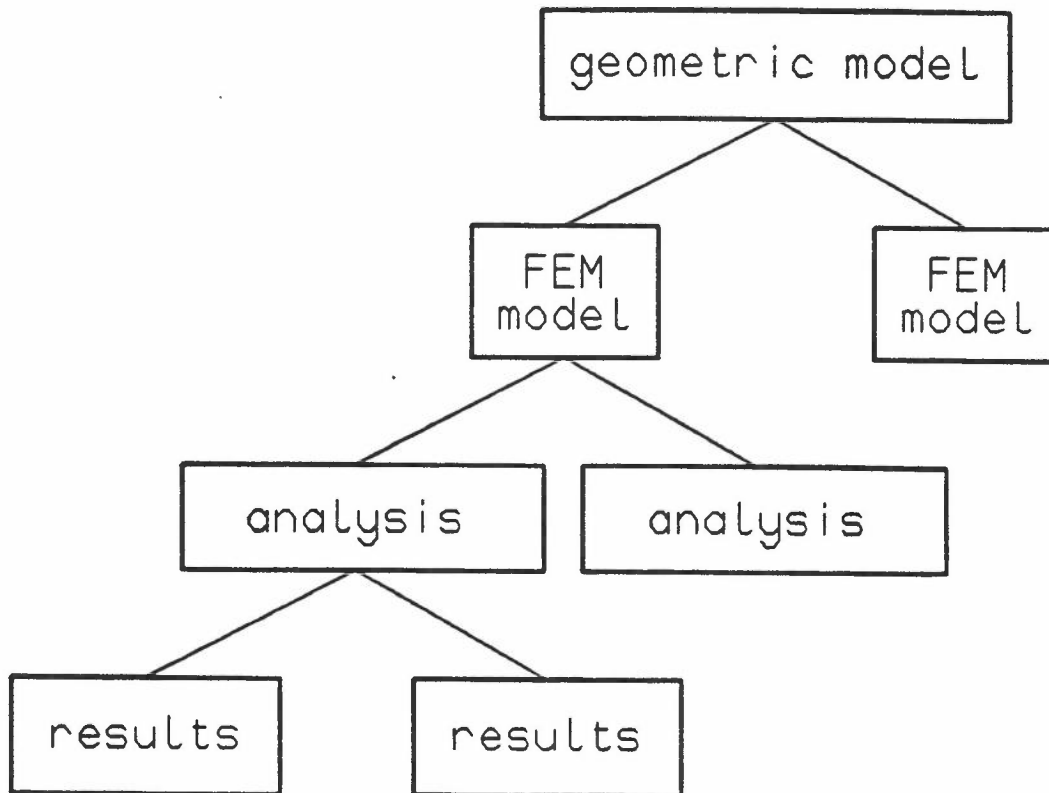 geometric model
FEM
model
FEM
model
analysis
analysis
results
results